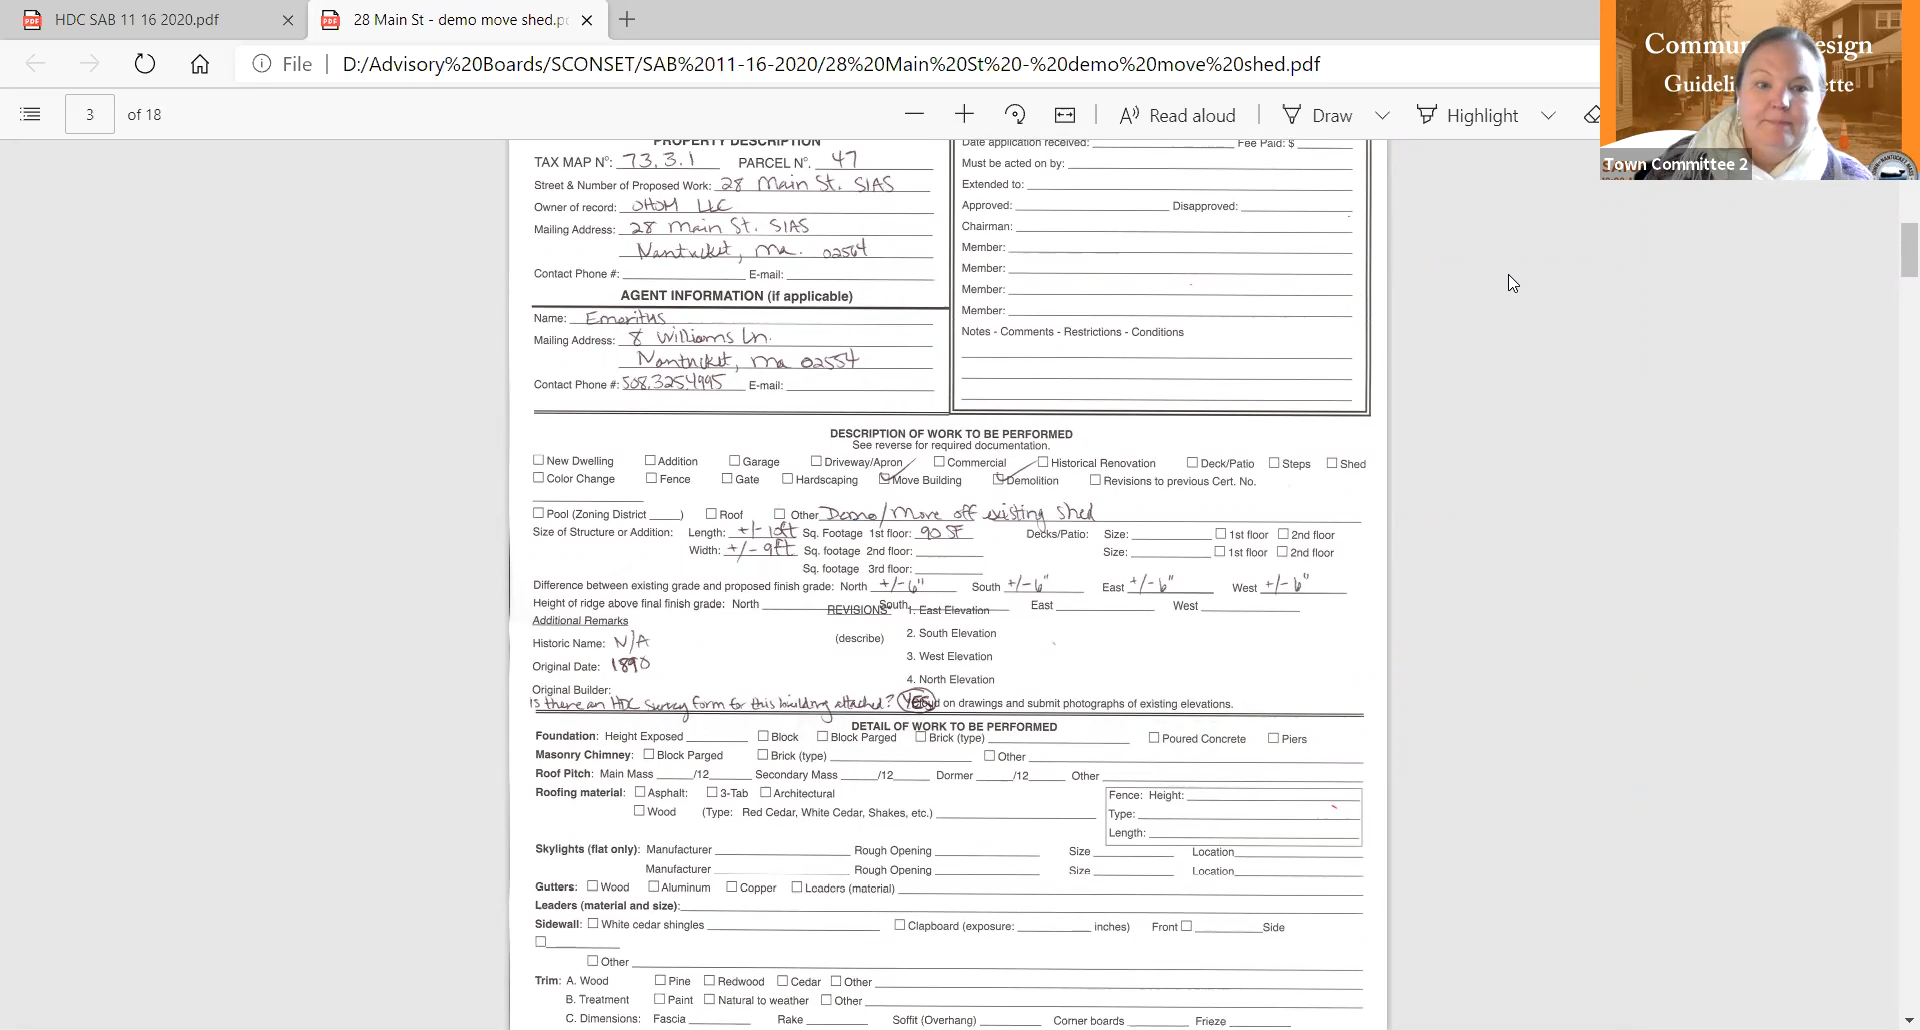 HDC SAB 11 16 2020.pdf
28 Main St - demo move shed.p
File
D:/Advisory%20Boards/SCONSET/SAB%2011-16-2020/28%20Main%20St%20-%20demo%20move%20shed.pdf
3 of 18
Read aloud
Draw
Highlight
Commu esign
Guideli ette
Town Committee 2
PROPERTY DESCRIPTION
TAX MAP Nº: 73.3.1 PARCEL Nº. 47
Street & Number of Proposed Work: 28 Main St. SIAS
Owner of record: OHOM LLC
Mailing Address: 28 Main St. SIAS
Nantucket, Ma. 02564
Contact Phone #: E-mail:
AGENT INFORMATION (if applicable)
Name: Emeritus
Mailing Address: 8 Williams Ln.
Nantucket, Ma 02554
Contact Phone #: 508.325.4995 E-mail:
Date application received: Fee Paid: $
Must be acted on by:
Extended to:
Approved: Disapproved:
Chairman:
Member:
Member:
Member:
Member:
Notes - Comments - Restrictions - Conditions
DESCRIPTION OF WORK TO BE PERFORMED
See reverse for required documentation.
New Dwelling Addition Garage Driveway/Apron Commercial Historical Renovation Deck/Patio Steps Shed
Color Change Fence Gate Hardscaping Move Building Demolition Revisions to previous Cert. No.
Pool (Zoning District ) Roof Other Demo/Move off existing shed
Size of Structure or Addition: Length: +/- 10ft Sq. Footage 1st floor: 90 SF Decks/Patio: Size: 1st floor 2nd floor
Width: +/- 9ft Sq. footage 2nd floor: Size: 1st floor 2nd floor
Sq. footage 3rd floor:
Difference between existing grade and proposed finish grade: North +/- 6" South +/- 6" East +/- 6" West +/- 6"
Height of ridge above final finish grade: North South East West
Additional Remarks REVISIONS* 1. East Elevation
Historic Name: N/A (describe) 2. South Elevation
Original Date: 1890 3. West Elevation
Original Builder: 4. North Elevation
Is there an HDC survey form for this building attached? YES on drawings and submit photographs of existing elevations.
DETAIL OF WORK TO BE PERFORMED
Foundation: Height Exposed Block Block Parged Brick (type) Poured Concrete Piers
Masonry Chimney: Block Parged Brick (type) Other
Roof Pitch: Main Mass /12 Secondary Mass /12 Dormer /12 Other
Roofing material: Asphalt: 3-Tab Architectural
Wood (Type: Red Cedar, White Cedar, Shakes, etc.)
Fence: Height:
Type:
Length:
Skylights (flat only): Manufacturer Rough Opening Size Location
Manufacturer Rough Opening Size Location
Gutters: Wood Aluminum Copper Leaders (material)
Leaders (material and size):
Sidewall: White cedar shingles Clapboard (exposure: inches) Front Side
Other
Trim: A. Wood Pine Redwood Cedar Other
B. Treatment Paint Natural to weather Other
C. Dimensions: Fascia Rake Soffit (Overhang) Corner boards Frieze